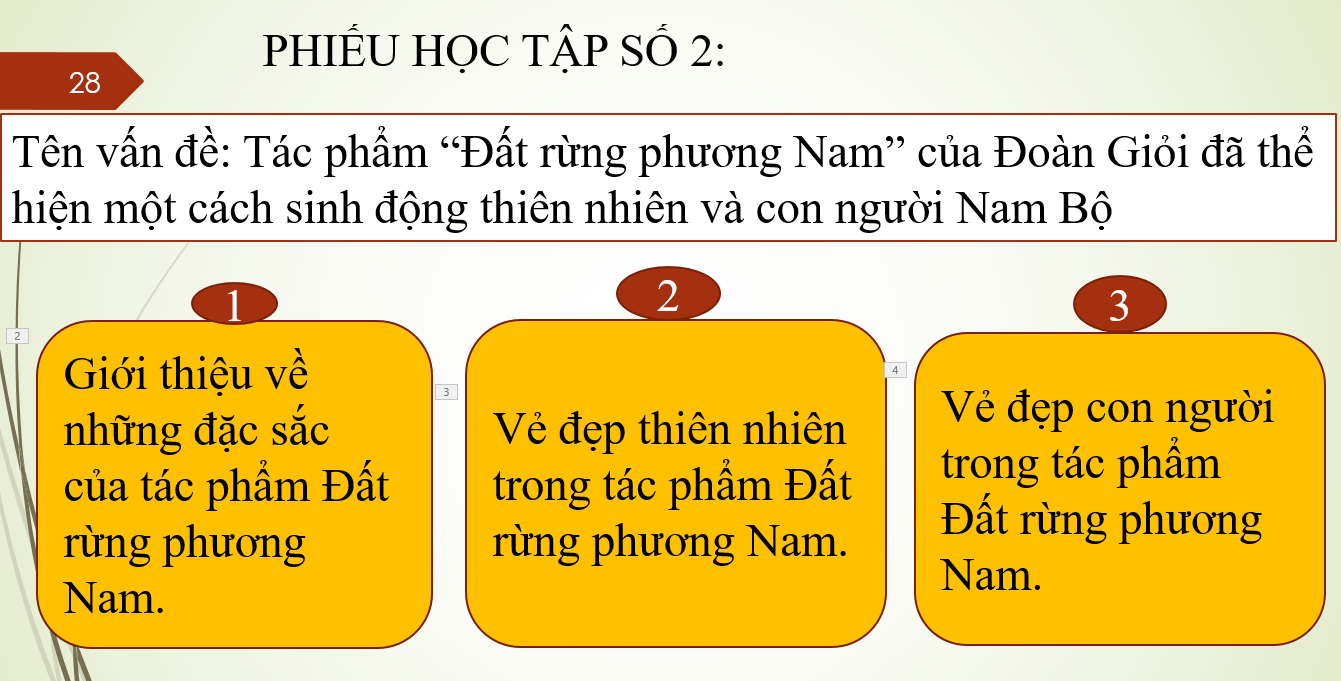 PHIẾU HỌC TẬP SỐ 2:
28
Tên vấn đề: Tác phẩm “Đất rừng phương Nam” của Đoàn Giỏi đã thể
hiện một cách sinh động thiên nhiên và con người Nam Bộ
1
2
Giới thiệu về
những đặc sắc
của tác phẩm Đất
rừng phương
Nam.
2
3
Vẻ đẹp thiên nhiên
trong tác phẩm Đất
rừng phương Nam.
3
4
Vẻ đẹp con người
trong tác phẩm
Đất rừng phương
Nam.